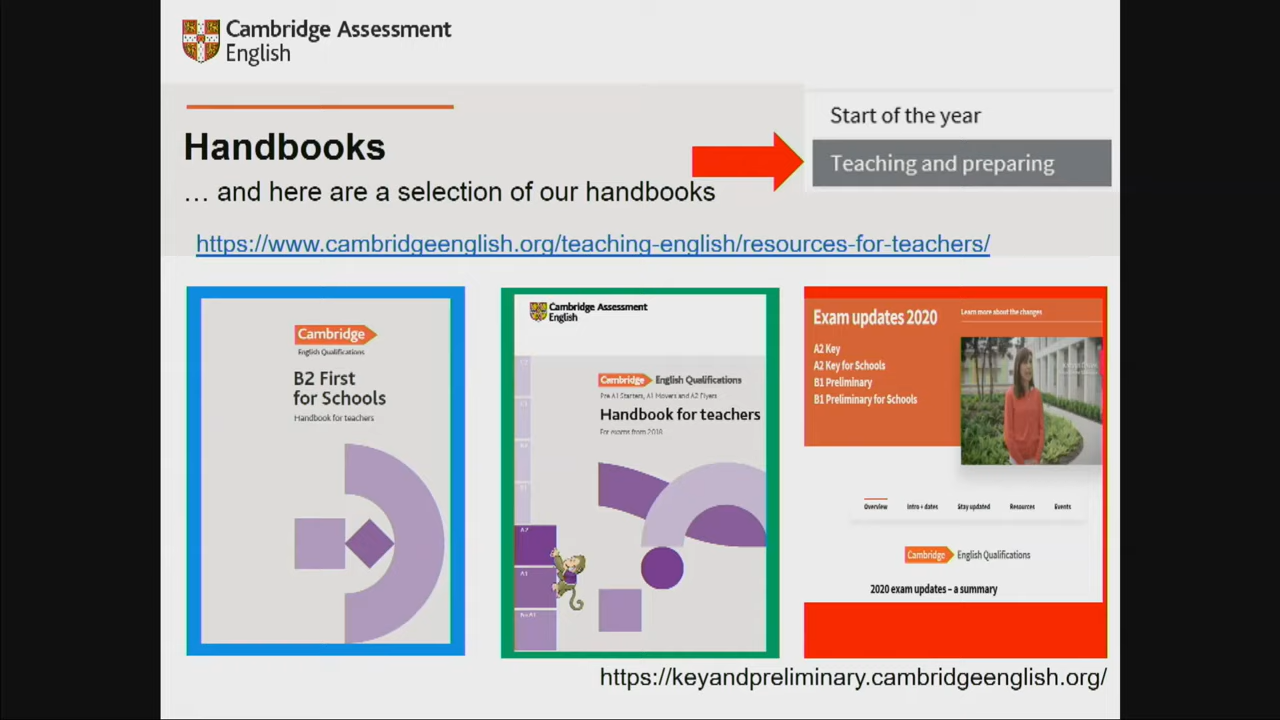 Cambridge Assessment
English
Start of the year
Handbooks
Teaching and preparing
… and here are a selection of our handbooks
https://www.cambridgeenglish.org/teaching-english/resources-for-teachers/
Cambridge
English Qualifications
B2 First
for Schools
Handbook for teachers
Cambridge Assessment
English
Cambridge English Qualifications
Pre A1 Starters, A1 Movers and A2 Flyers
Handbook for teachers
For exams from 2018
A2
A1
Pre A1
Exam updates 2020
Learn more about the changes
A2 Key
A2 Key for Schools
B1 Preliminary
B1 Preliminary for Schools
Overview Intro + dates Stay updated Resources Events
Cambridge English Qualifications
2020 exam updates – a summary
https://keyandpreliminary.cambridgeenglish.org/